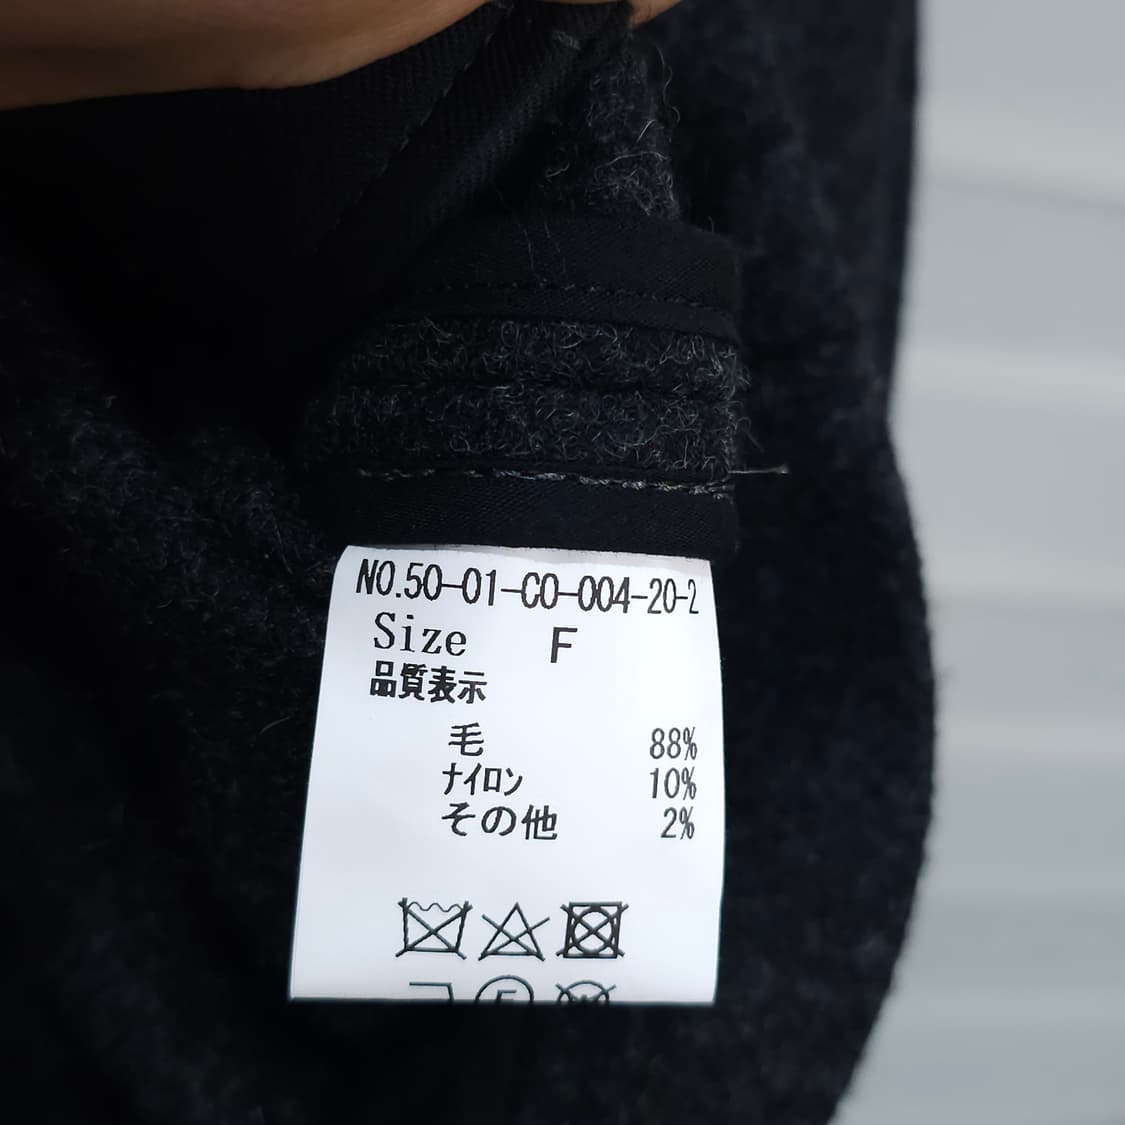 NO.50-01-CO-004-20-2
Size F
品質表示
毛 88%
ナイロン 10%
その他 2%